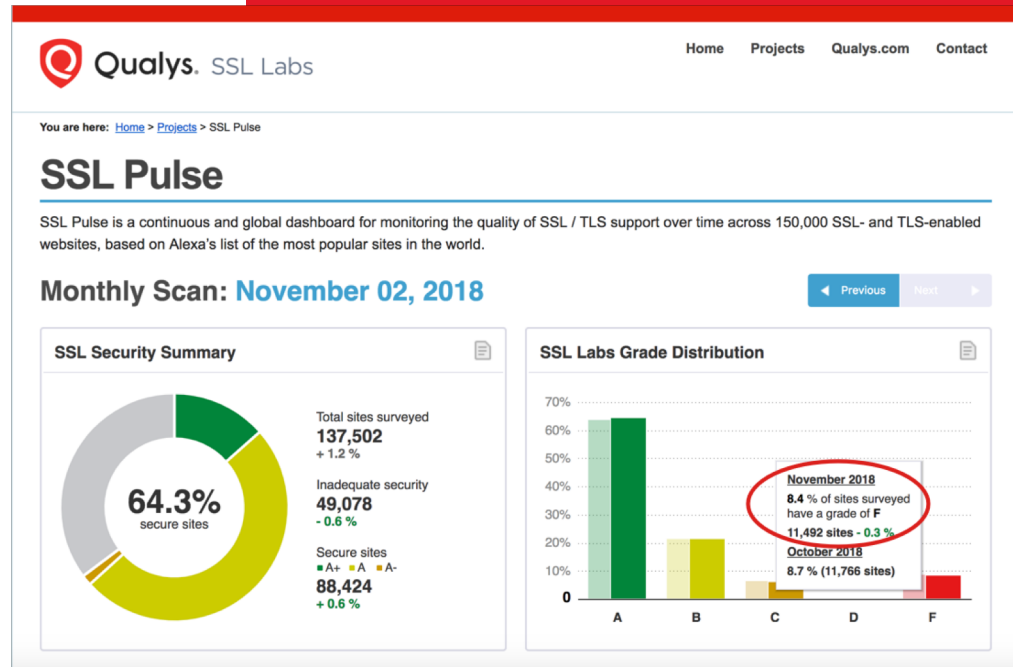 Qualys. SSL Labs
Home Projects Qualys.com Contact
You are here: Home > Projects > SSL Pulse
SSL Pulse
SSL Pulse is a continuous and global dashboard for monitoring the quality of SSL / TLS support over time across 150,000 SSL- and TLS-enabled
websites, based on Alexa's list of the most popular sites in the world.
Monthly Scan: November 02, 2018
Previous
Next
SSL Security Summary
64.3%
secure sites
Total sites surveyed
137,502
+ 1.2 %
Inadequate security
49,078
- 0.6 %
Secure sites
A+ A A-
88,424
+ 0.6 %
SSL Labs Grade Distribution
70%
60%
50%
40%
30%
20%
10%
0
November 2018
8.4 % of sites surveyed
have a grade of F
11,492 sites - 0.3 %
October 2018
8.7 % (11,766 sites)
A B C D F